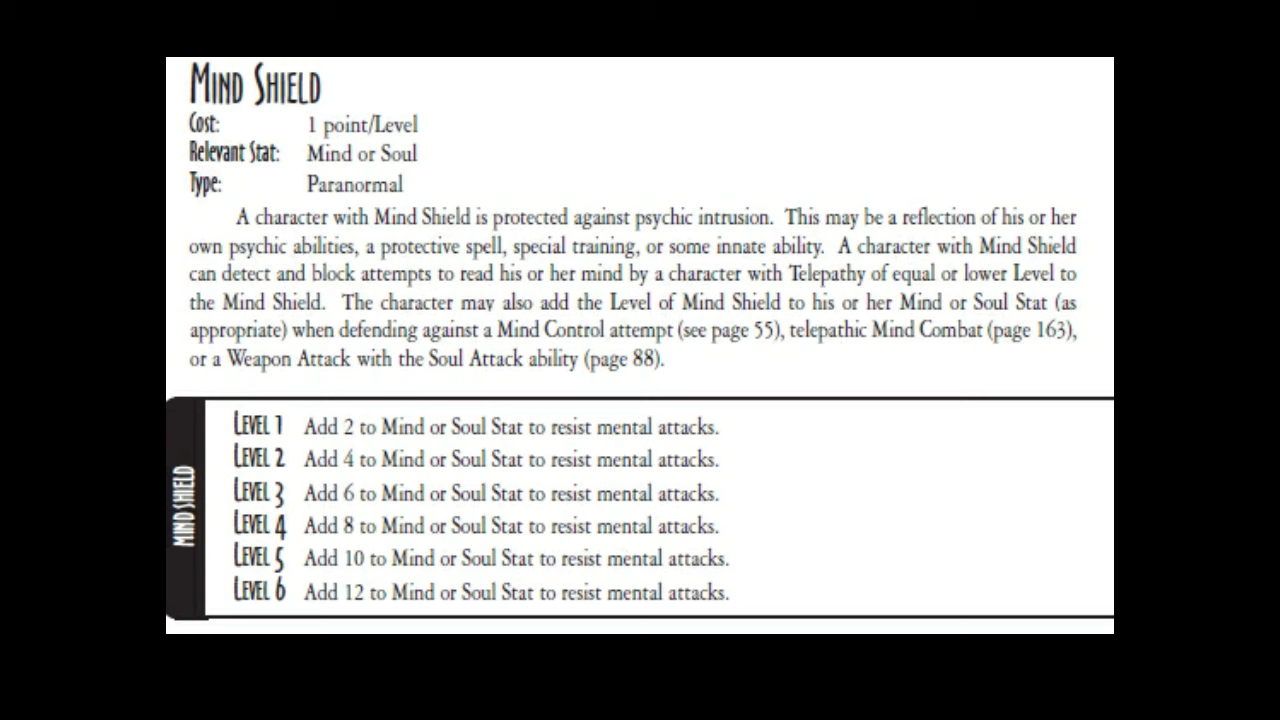 MIND SHIELD
Cost: 1 point/Level
Relevant Stat: Mind or Soul
Type: Paranormal
A character with Mind Shield is protected against psychic intrusion. This may be a reflection of his or her
own psychic abilities, a protective spell, special training, or some innate ability. A character with Mind Shield
can detect and block attempts to read his or her mind by a character with Telepathy of equal or lower Level to
the Mind Shield. The character may also add the Level of Mind Shield to his or her Mind or Soul Stat (as
appropriate) when defending against a Mind Control attempt (see page 55), telepathic Mind Combat (page 163),
or a Weapon Attack with the Soul Attack ability (page 88).
MIND SHIELD
LEVEL 1 Add 2 to Mind or Soul Stat to resist mental attacks.
LEVEL 2 Add 4 to Mind or Soul Stat to resist mental attacks.
LEVEL 3 Add 6 to Mind or Soul Stat to resist mental attacks.
LEVEL 4 Add 8 to Mind or Soul Stat to resist mental attacks.
LEVEL 5 Add 10 to Mind or Soul Stat to resist mental attacks.
LEVEL 6 Add 12 to Mind or Soul Stat to resist mental attacks.